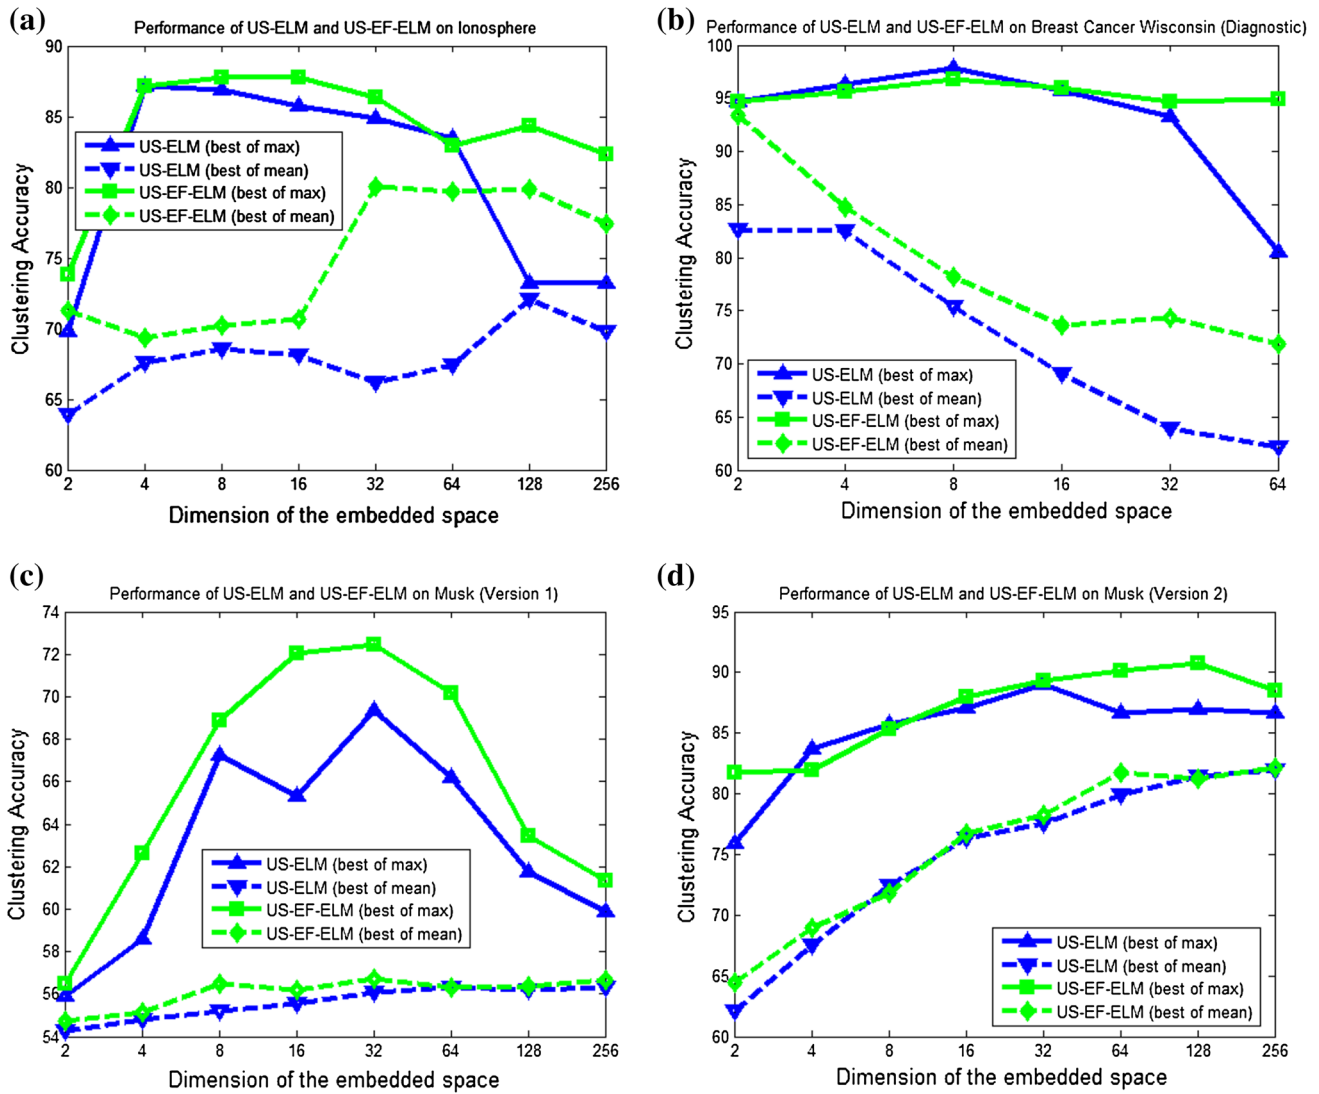 (a)
Performance of US-ELM and US-EF-ELM on Ionosphere
90
85
80
75
70
65
60
Clustering Accuracy
US-ELM (best of max)
US-ELM (best of mean)
US-EF-ELM (best of max)
US-EF-ELM (best of mean)
2 4 8 16 32 64 128 256
Dimension of the embedded space
(b)
Performance of US-ELM and US-EF-ELM on Breast Cancer Wisconsin (Diagnostic)
100
95
90
85
80
75
70
65
60
Clustering Accuracy
US-ELM (best of max)
US-ELM (best of mean)
US-EF-ELM (best of max)
US-EF-ELM (best of mean)
2 4 8 16 32 64
Dimension of the embedded space
(c)
Performance of US-ELM and US-EF-ELM on Musk (Version 1)
74
72
70
68
66
64
62
60
58
56
54
Clustering Accuracy
US-ELM (best of max)
US-ELM (best of mean)
US-EF-ELM (best of max)
US-EF-ELM (best of mean)
2 4 8 16 32 64 128 256
Dimension of the embedded space
(d)
Performance of US-ELM and US-EF-ELM on Musk (Version 2)
95
90
85
80
75
70
65
60
Clustering Accuracy
US-ELM (best of max)
US-ELM (best of mean)
US-EF-ELM (best of max)
US-EF-ELM (best of mean)
2 4 8 16 32 64 128 256
Dimension of the embedded space